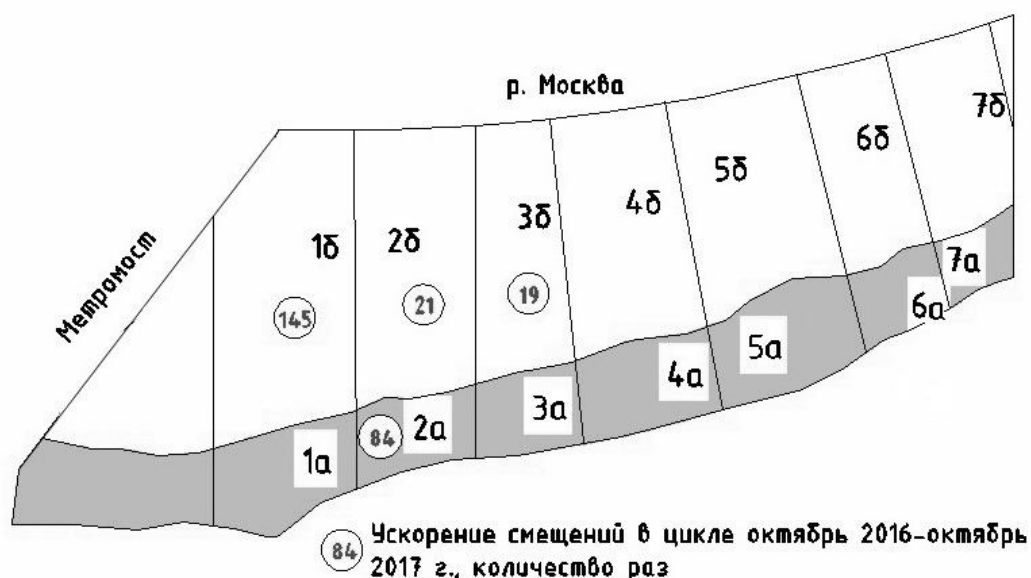 р. Москва
Метромост
1б
2б
3б
4б
5б
6б
7б
145
21
19
84
1а
2а
3а
4а
5а
6а
7а
84 Ускорение смещений в цикле октябрь 2016-октябрь
2017 г., количество раз